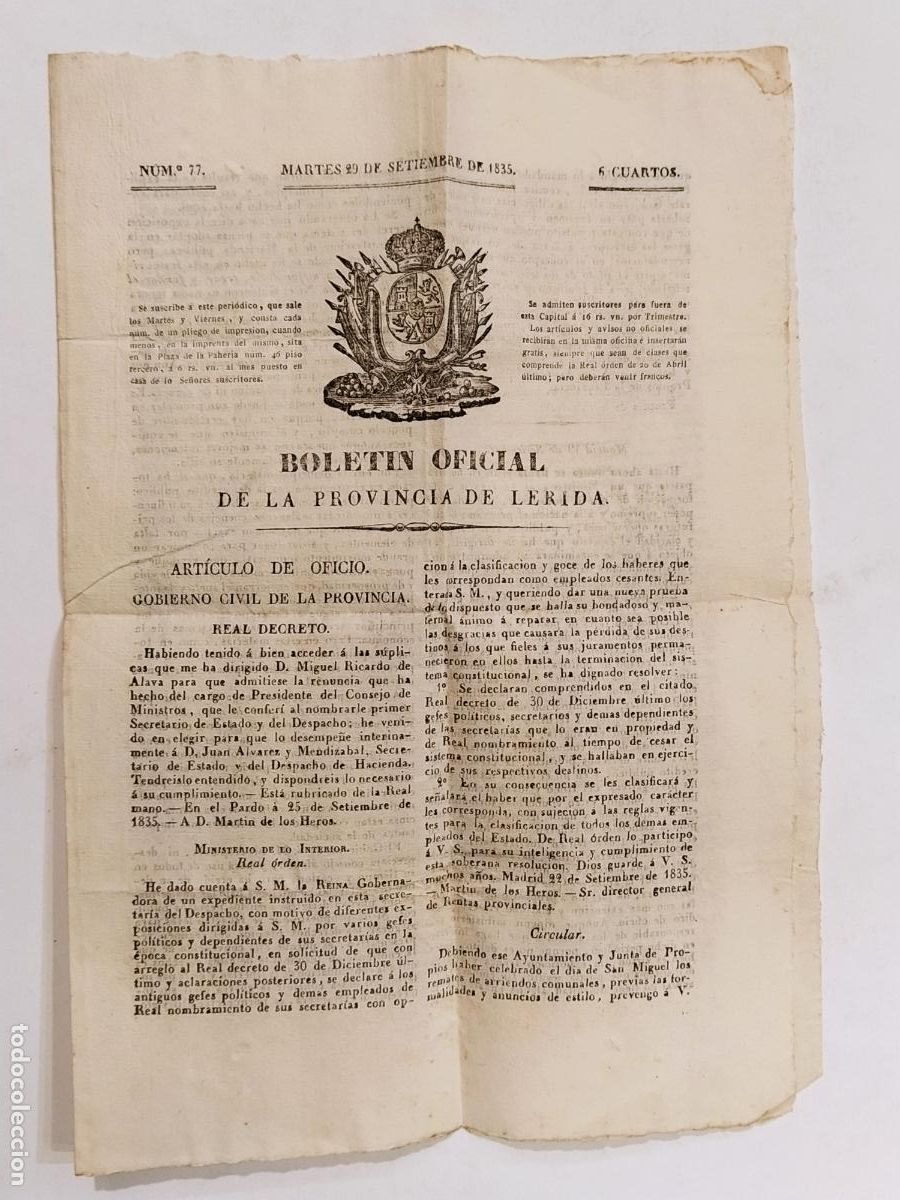 NÚM.º 77.
MARTES 29 DE SETIEMBRE DE 1835.
6 CUARTOS.
Se suscribe á este periódico, que sale
los Martes y Viernes, y consta cada
núm. de un pliego de impresion, cuando
menos, en la imprenta del mismo, sita
en la Plaza de la Paheria núm. 46 piso
tercero, á 6 rs. vn. al mes puesto en
casa de lo Señores suscritores.
Se admiten suscritores para fuera de
esta Capital á 16 rs. vn. por Trimestre.
Los artículos y avisos no oficiales se
recibirán en la misma oficina é insertarán
gratis, siempre que sean de clases que
comprende la Real órden de 20 de Abril
último; pero deberán venir francos.
BOLETIN OFICIAL
DE LA PROVINCIA DE LERIDA.
ARTÍCULO DE OFICIO.
GOBIERNO CIVIL DE LA PROVINCIA.
REAL DECRETO.
Habiendo tenido á bien acceder á las súpli-
cas que me ha dirigido D. Miguel Ricardo de
Alava para que admitiese la renuncia que ha
hecho del cargo de Presidente del Consejo de
Ministros, que le conferí al nombrarle primer
Secretario de Estado y del Despacho; he veni-
do en elegir para que lo desempeñe interina-
mente á D. Juan Alvarez y Mendizabal, Secre-
tario de Estado y del Despacho de Hacienda.
Tendreislo entendido, y dispondreis lo necesario
á su cumplimiento. — Está rubricado de la Real
mano. — En el Pardo á 25 de Setiembre de
1835. — A D. Martin de los Heros.
MINISTERIO DE LO INTERIOR.
Real órden.
He dado cuenta á S. M. la REINA Goberna-
dora de un expediente instruido en esta secre-
taría del Despacho, con motivo de diferentes ex-
posiciones dirigidas á S. M. por varios gefes
políticos y dependientes de sus secretarías en la
época constitucional, en solicitud de que con
arreglo al Real decreto de 30 de Diciembre úl-
timo y aclaraciones posteriores, se declare á los
antiguos gefes políticos y demas empleados de
Real nombramiento de sus secretarías con op-
cion á la clasificacion y goce de los haberes que
les correspondan como empleados cesantes. En-
terada S. M., y queriendo dar una nueva prueba
de lo dispuesto que se halla su bondadoso y ma-
ternal ánimo á reparar en cuanto sea posible
las desgracias que causara la pérdida de sus des-
tinos á los que fieles á sus juramentos perma-
necieron en ellos hasta la terminacion del sis-
tema constitucional, se ha dignado resolver:
1º Se declaran comprendidos en el citado
Real decreto de 30 de Diciembre último los
gefes políticos, secretarios y demas dependientes
de las secretarías que lo eran en propiedad y
de Real nombramiento al tiempo de cesar el
sistema constitucional, y se hallaban en ejerci-
cio de sus respectivos destinos.
2º En su consecuencia se les clasificará y
señalará el haber que por el expresado carácter
les corresponda, con sujecion á las reglas vigen-
tes para la clasificacion de todos los demas em-
pleados del Estado. De Real órden lo participo
á V. S. para su inteligencia y cumplimiento de
esta soberana resolucion. Dios guarde á V. S.
muchos años. Madrid 22 de Setiembre de 1835.
— Martin de los Heros. — Sr. director general
de Rentas provinciales.
Circular.
Debiendo ese Ayuntamiento y Junta de Pro-
pios haber celebrado el dia de San Miguel los
remates de arriendos comunales, previas las for-
malidades y anuncios de estilo, prevengo á V.
todocoleccion